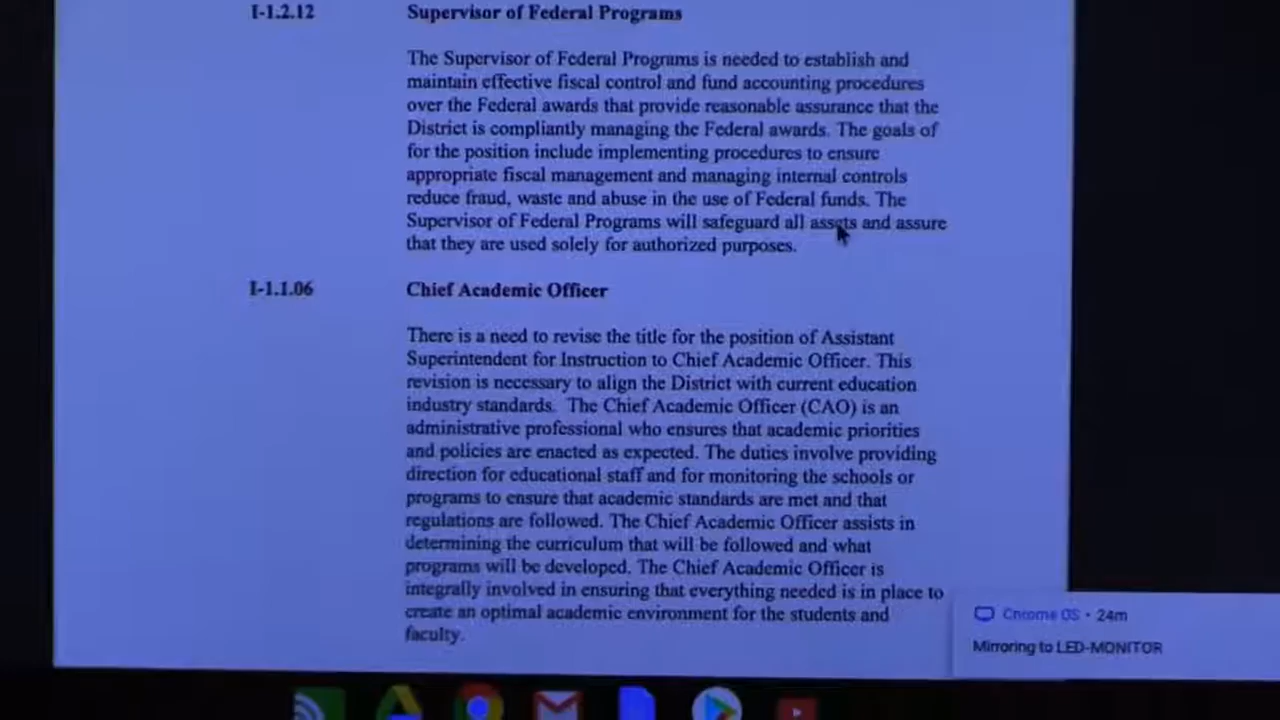 I-1.2.12 Supervisor of Federal Programs
The Supervisor of Federal Programs is needed to establish and
maintain effective fiscal control and fund accounting procedures
over the Federal awards that provide reasonable assurance that the
District is compliantly managing the Federal awards. The goals of
for the position include implementing procedures to ensure
appropriate fiscal management and managing internal controls
reduce fraud, waste and abuse in the use of Federal funds. The
Supervisor of Federal Programs will safeguard all assets and assure
that they are used solely for authorized purposes.
I-1.1.06 Chief Academic Officer
There is a need to revise the title for the position of Assistant
Superintendent for Instruction to Chief Academic Officer. This
revision is necessary to align the District with current education
industry standards. The Chief Academic Officer (CAO) is an
administrative professional who ensures that academic priorities
and policies are enacted as expected. The duties involve providing
direction for educational staff and for monitoring the schools or
programs to ensure that academic standards are met and that
regulations are followed. The Chief Academic Officer assists in
determining the curriculum that will be followed and what
programs will be developed. The Chief Academic Officer is
integrally involved in ensuring that everything needed is in place to
create an optimal academic environment for the students and
faculty.
Chrome OS • 24m
Mirroring to LED-MONITOR